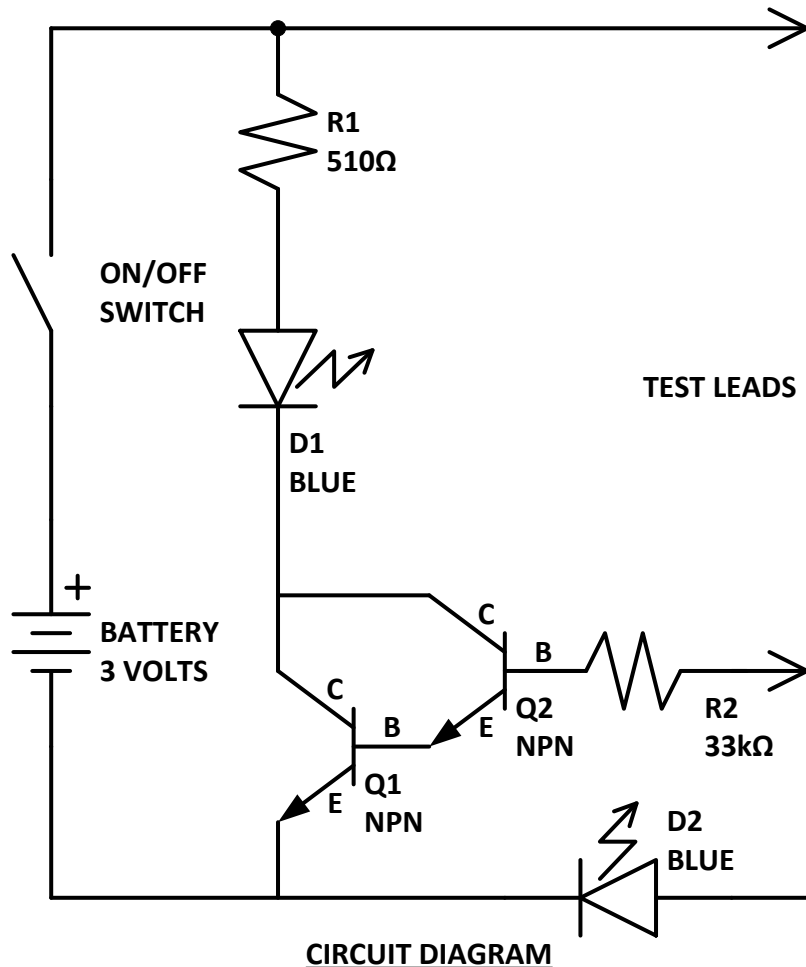 R1
510Ω
ON/OFF
SWITCH
TEST LEADS
D1
BLUE
+
BATTERY
3 VOLTS
C
B
E
Q2
NPN
R2
33kΩ
C
B
E
Q1
NPN
D2
BLUE
CIRCUIT DIAGRAM